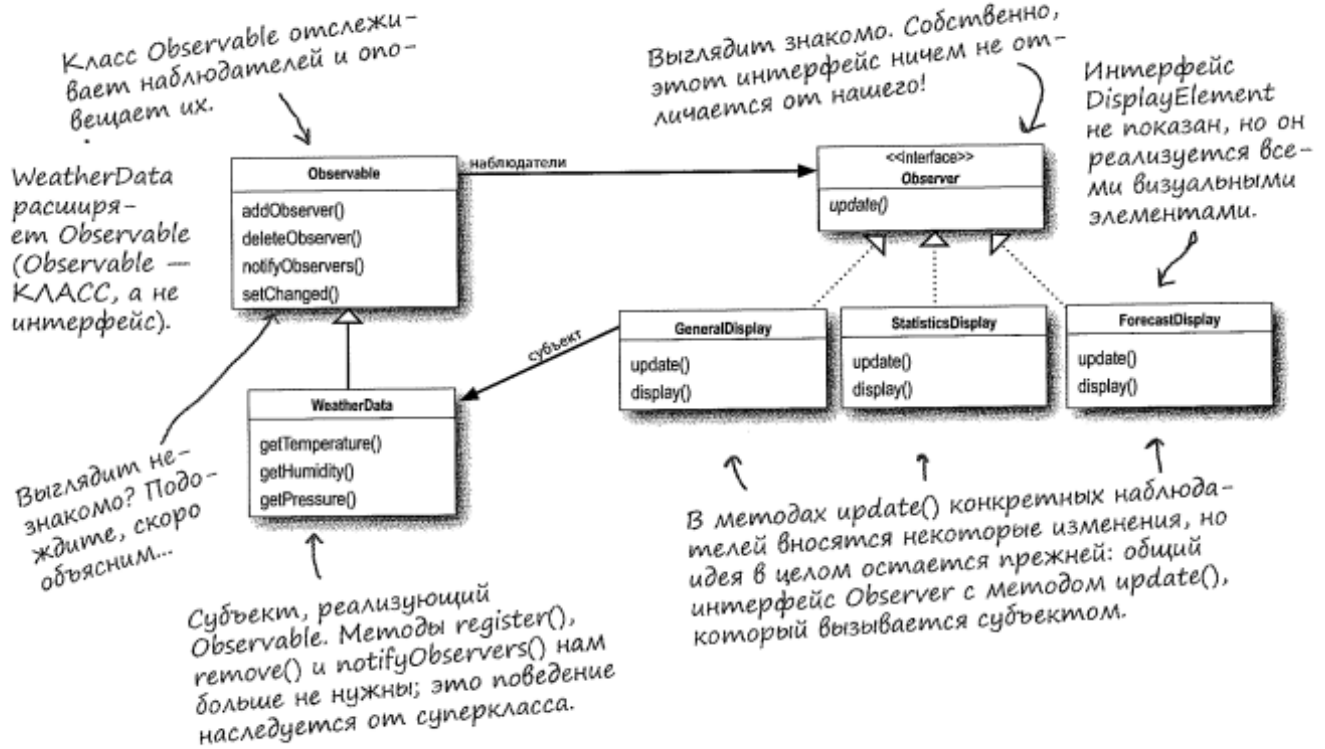 Класс Observable отслежи-
вает наблюдателей и опо-
вещает их.
Выглядит знакомо. Собственно,
этот интерфейс ничем не от-
личается от нашего!
Интерфейс
DisplayElement
не показан, но он
реализуется все-
ми визуальными
элементами.
WeatherData
расширя-
ет Observable
(Observable —
КЛАСС, а не
интерфейс).
Observable
addObserver()
deleteObserver()
notifyObservers()
setChanged()
наблюдатели
<<interface>>
Observer
update()
субъект
GeneralDisplay
update()
display()
StatisticsDisplay
update()
display()
ForecastDisplay
update()
display()
WeatherData
getTemperature()
getHumidity()
getPressure()
Выглядит не-
знакомо? Подо-
ждите, скоро
объясним...
Субъект, реализующий
Observable. Методы register(),
remove() и notifyObservers() нам
больше не нужны; это поведение
наследуется от суперкласса.
В методах update() конкретных наблюда-
телей вносятся некоторые изменения, но
идея в целом остается прежней: общий
интерфейс Observer с методом update(),
который вызывается субъектом.